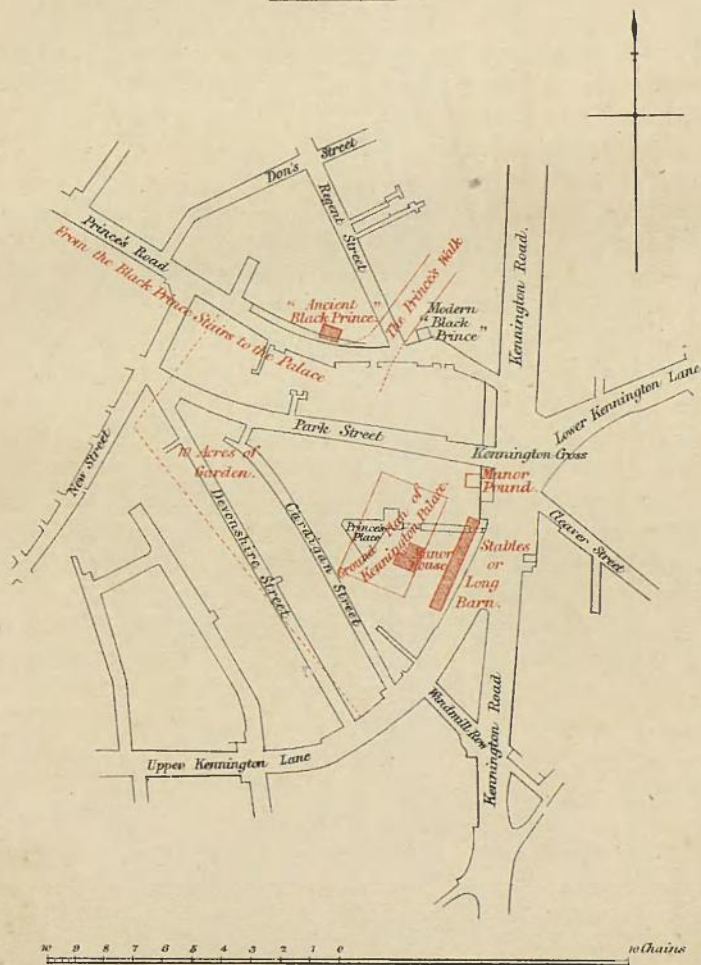 Don's Street
Regent Street
Prince's Road
From the Black Prince Stairs to the Palace
"Ancient"
Black Prince.
The Prince's Walk
Modern
"Black
Prince"
Kennington Road.
Lower Kennington Lane
New Street
Park Street
Kennington Cross
10 Acres of
Garden.
Devonshire Street
Cardigan Street
Prince's
Place
Ground Plan of
Kennington Palace.
Manor
House
Manor
Pound.
Stables
or
Long
Barn.
Cleaver Street
Windmill Row
Kennington Road
Upper Kennington Lane
10 9 8 7 6 5 4 3 2 1 0 10 Chains